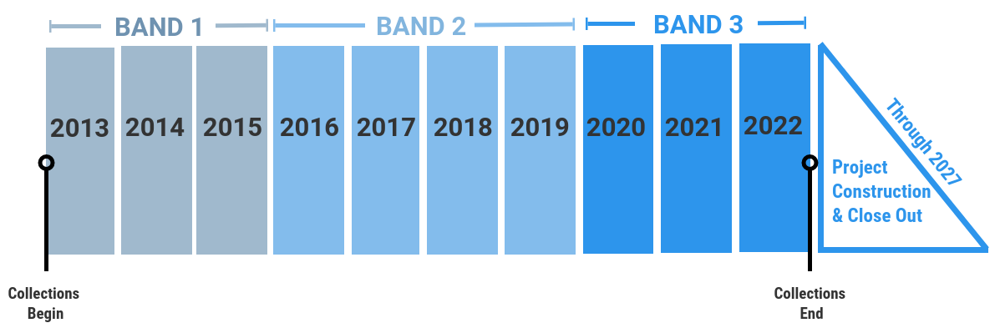 BAND 1
BAND 2
BAND 3
2013
2014
2015
2016
2017
2018
2019
2020
2021
2022
Through 2027
Project
Construction
& Close Out
Collections
Begin
Collections
End